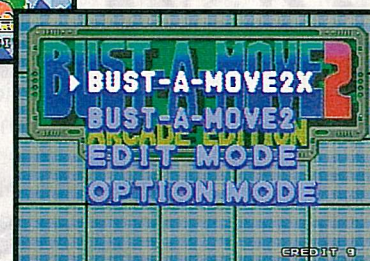 BUST-A-MOVE 2
ARCADE EDITION
BUST-A-MOVE2X
BUST-A-MOVE2
EDIT MODE
OPTION MODE
CREDIT 9